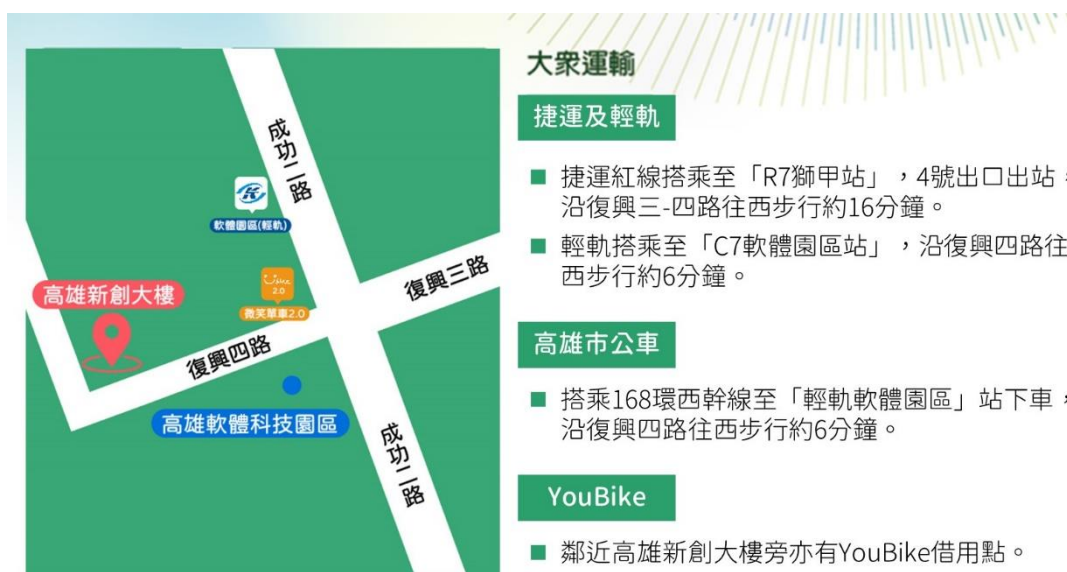 大眾運輸
捷運及輕軌
■ 捷運紅線搭乘至「R7獅甲站」，4號出口出站，
沿復興三-四路往西步行約16分鐘。
■ 輕軌搭乘至「C7軟體園區站」，沿復興四路往
西步行約6分鐘。
高雄市公車
■ 搭乘168環西幹線至「輕軌軟體園區」站下車，
沿復興四路往西步行約6分鐘。
YouBike
■ 鄰近高雄新創大樓旁亦有YouBike借用點。
成功二路
軟體園區(輕軌)
復興三路
高雄新創大樓
2.0
微笑單車2.0
復興四路
高雄軟體科技園區
成功二路